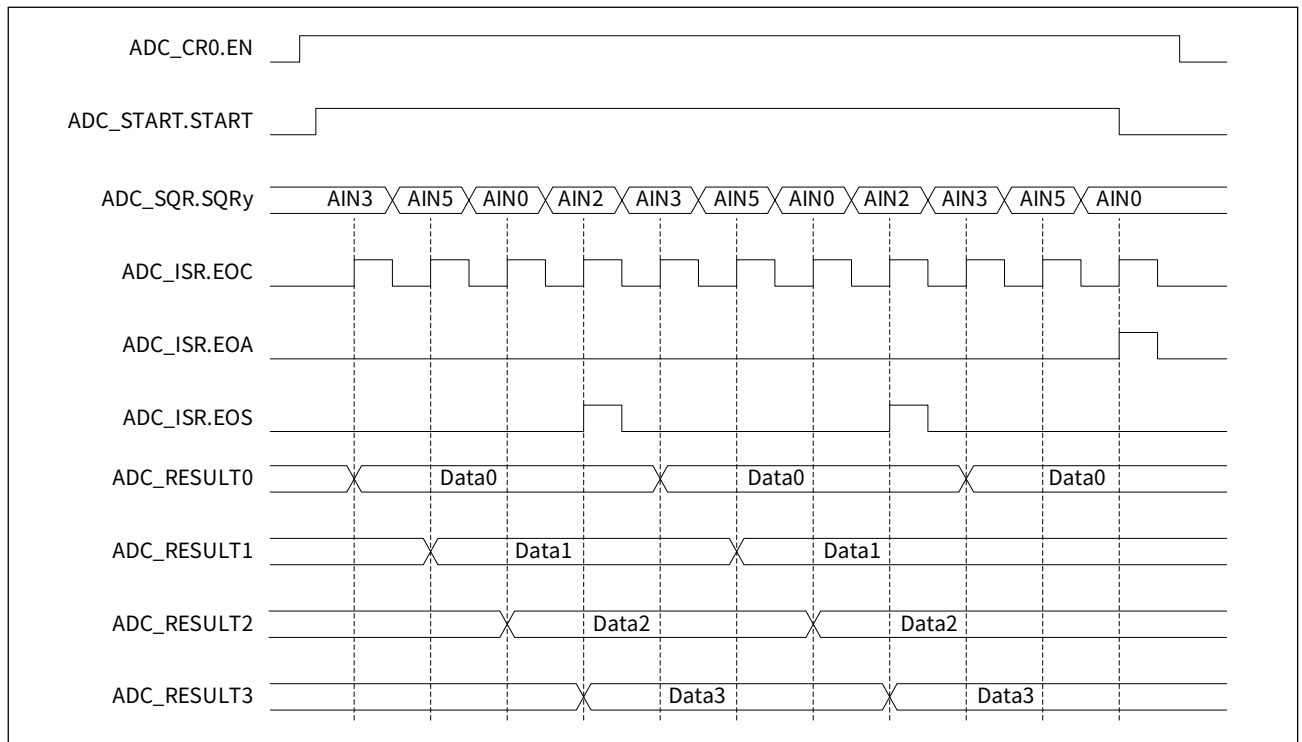 ADC_CR0.EN
ADC_START.START
ADC_SQR.SQRy AIN3 AIN5 AIN0 AIN2 AIN3 AIN5 AIN0 AIN2 AIN3 AIN5 AIN0
ADC_ISR.EOC
ADC_ISR.EOA
ADC_ISR.EOS
ADC_RESULT0 Data0 Data0 Data0
ADC_RESULT1 Data1 Data1
ADC_RESULT2 Data2 Data2
ADC_RESULT3 Data3 Data3